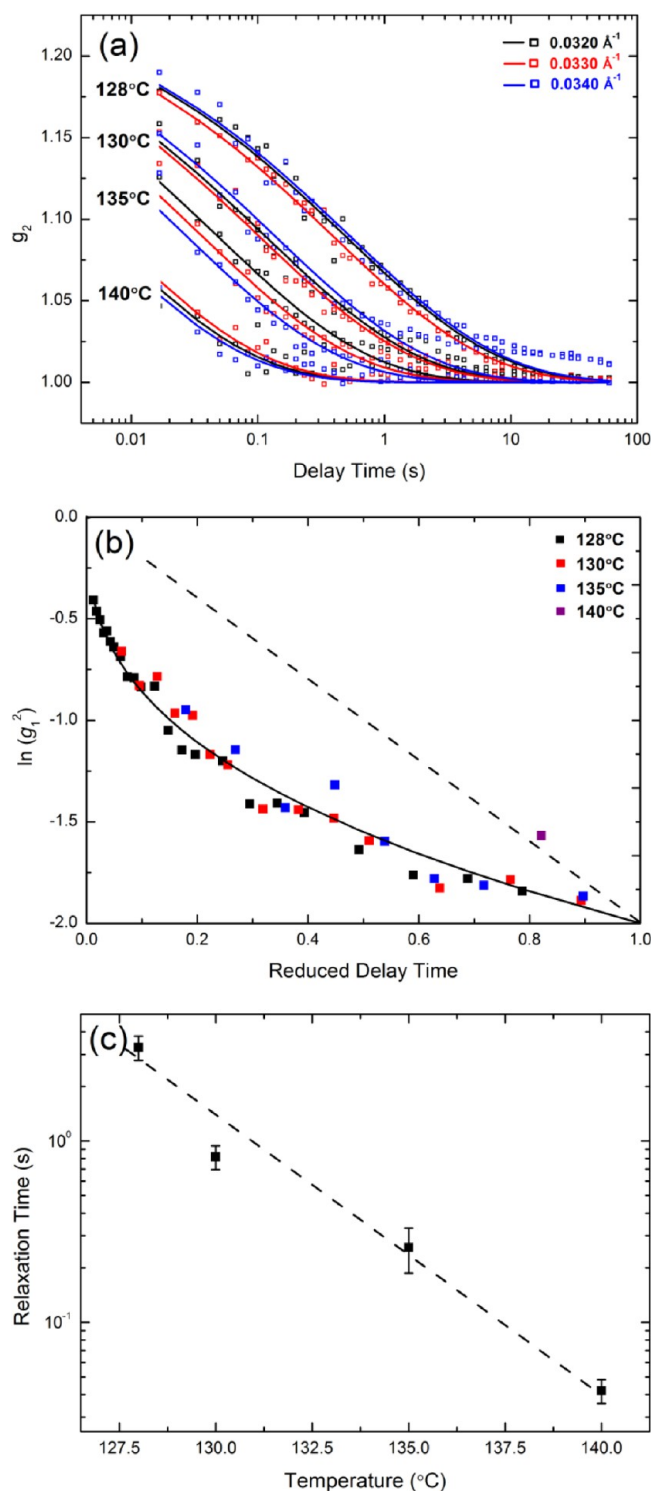 (a)
0.0320 Å⁻¹
0.0330 Å⁻¹
0.0340 Å⁻¹
1.20
1.15
1.10
1.05
1.00
g₂
128°C
130°C
135°C
140°C
0.01 0.1 1 10 100
Delay Time (s)
(b)
128°C
130°C
135°C
140°C
0.0
-0.5
-1.0
-1.5
-2.0
ln (g₁²)
0.0 0.2 0.4 0.6 0.8 1.0
Reduced Delay Time
(c)
10⁰
10⁻¹
Relaxation Time (s)
127.5 130.0 132.5 135.0 137.5 140.0
Temperature (°C)